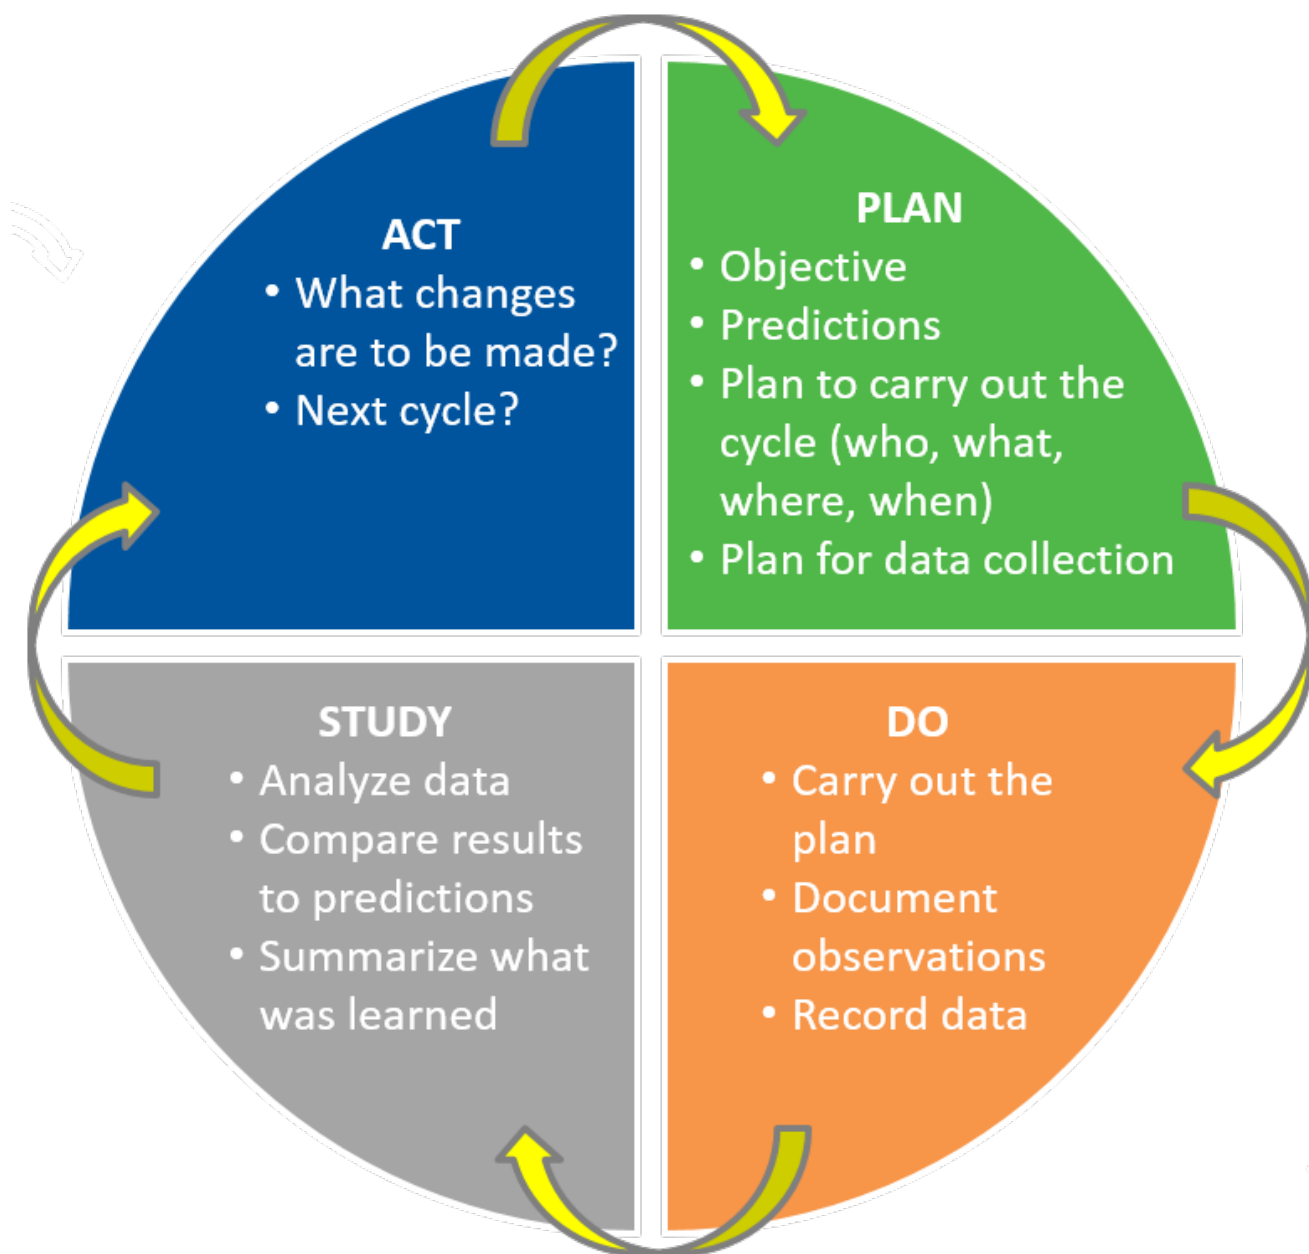 ACT
• What changes
are to be made?
• Next cycle?
PLAN
• Objective
• Predictions
• Plan to carry out the
cycle (who, what,
where, when)
• Plan for data collection
STUDY
• Analyze data
• Compare results
to predictions
• Summarize what
was learned
DO
• Carry out the
plan
• Document
observations
• Record data